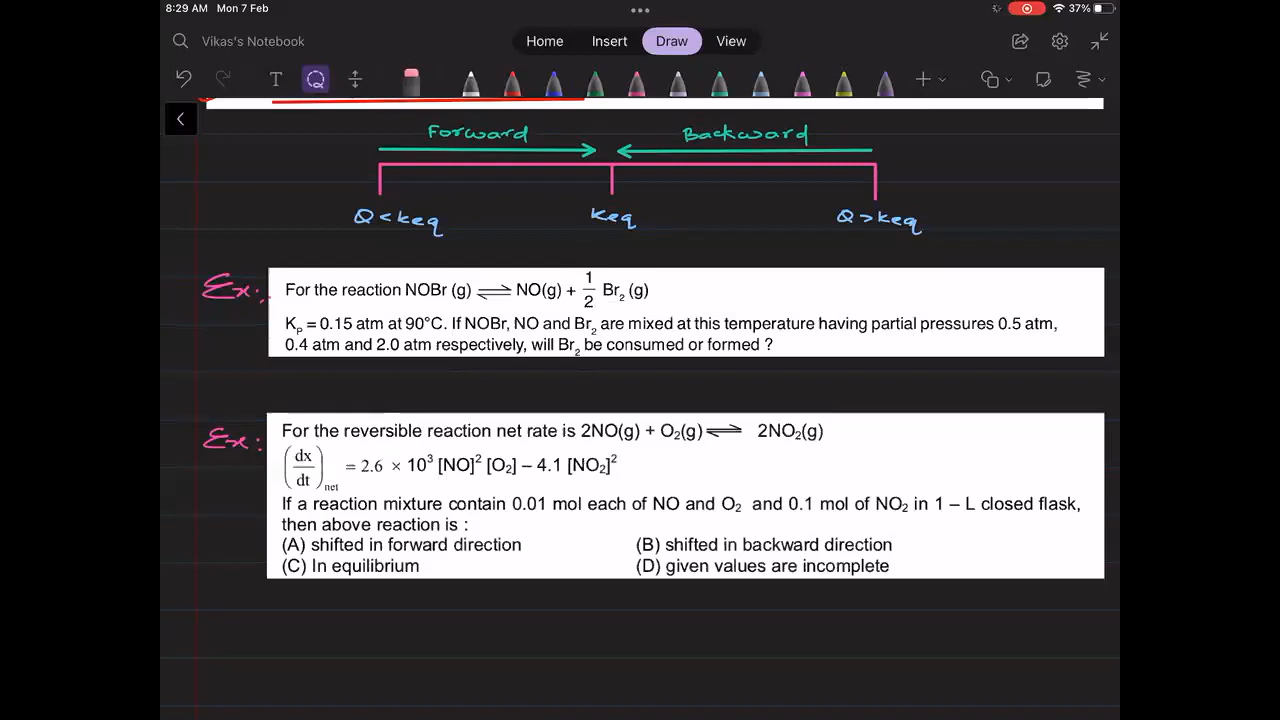 8:29 AM Mon 7 Feb
37%
Vikas's Notebook
Home Insert Draw View
T
Forward Backward
Q < keq keq Q > keq
Ex:
For the reaction NOBr (g) ⇌ NO(g) + 1/2 Br₂ (g)
K_P = 0.15 atm at 90°C. If NOBr, NO and Br₂ are mixed at this temperature having partial pressures 0.5 atm,
0.4 atm and 2.0 atm respectively, will Br₂ be consumed or formed ?
Ex:
For the reversible reaction net rate is 2NO(g) + O₂(g) ⇌ 2NO₂(g)
(dx/dt)net = 2.6 × 10³ [NO]² [O₂] – 4.1 [NO₂]²
If a reaction mixture contain 0.01 mol each of NO and O₂ and 0.1 mol of NO₂ in 1 – L closed flask,
then above reaction is :
(A) shifted in forward direction (B) shifted in backward direction
(C) In equilibrium (D) given values are incomplete